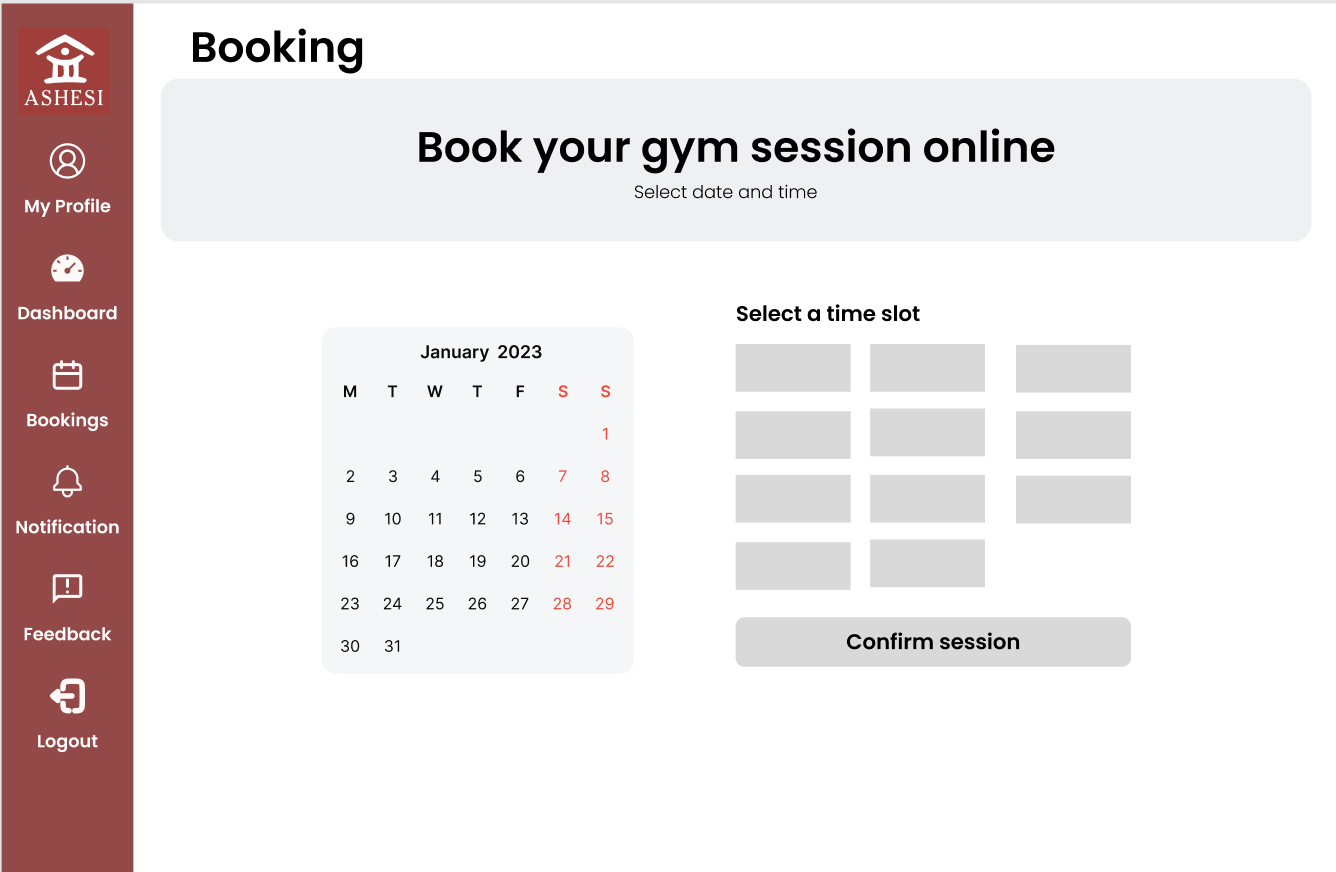 ASHESI
My Profile
Dashboard
Bookings
Notification
Feedback
Logout
Booking
Book your gym session online
Select date and time
January 2023
M T W T F S S
1
2 3 4 5 6 7 8
9 10 11 12 13 14 15
16 17 18 19 20 21 22
23 24 25 26 27 28 29
30 31
Select a time slot
Confirm session